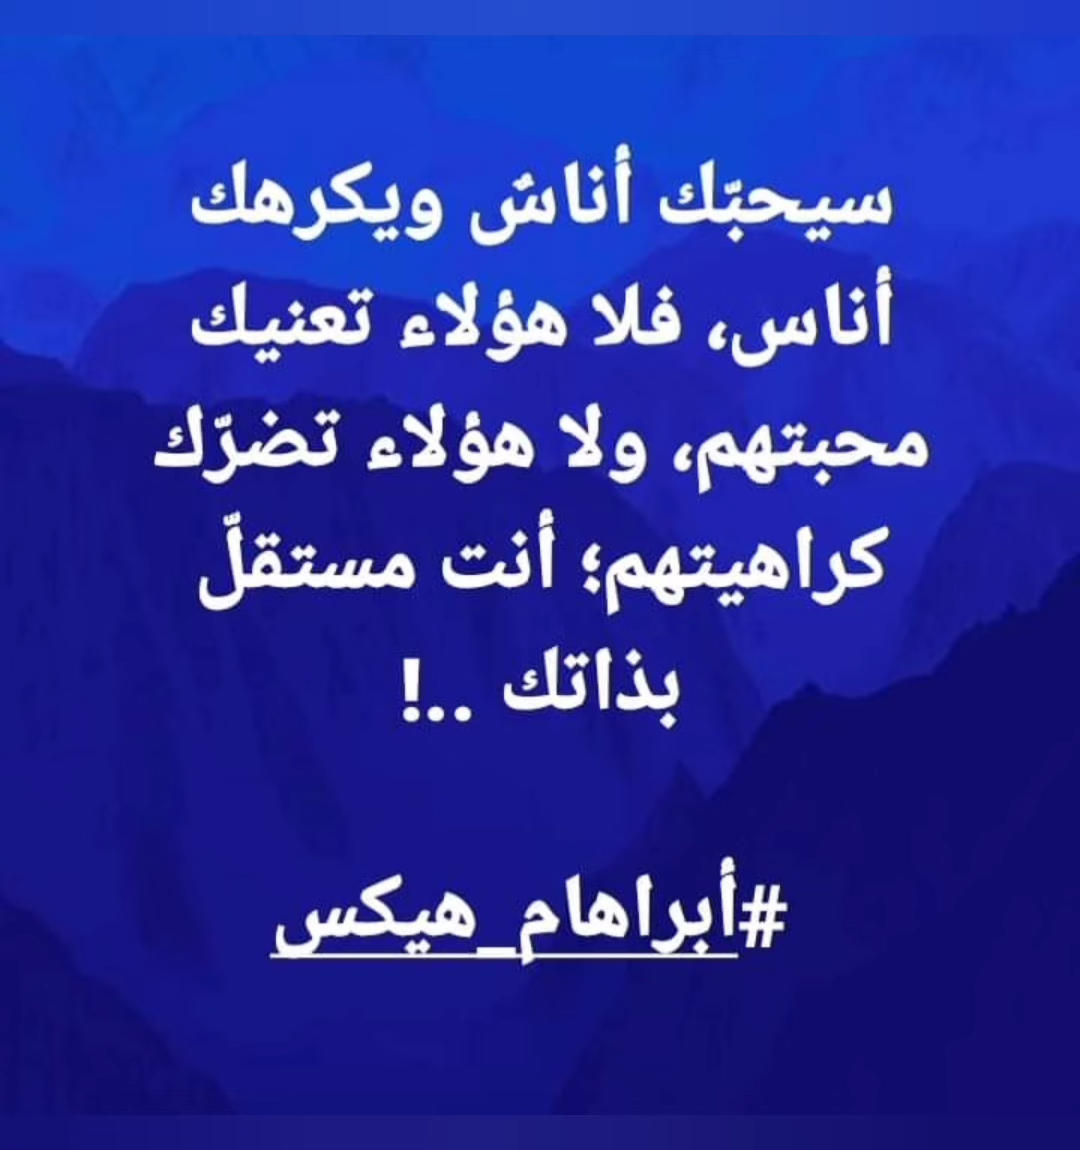 سيحبّك أناسٌ ويكرهك
أناس، فلا هؤلاء تعنيك
محبتهم، ولا هؤلاء تضرّك
كراهيتهم؛ أنت مستقلّ
بذاتك ..!
#أبراهام_هيكس